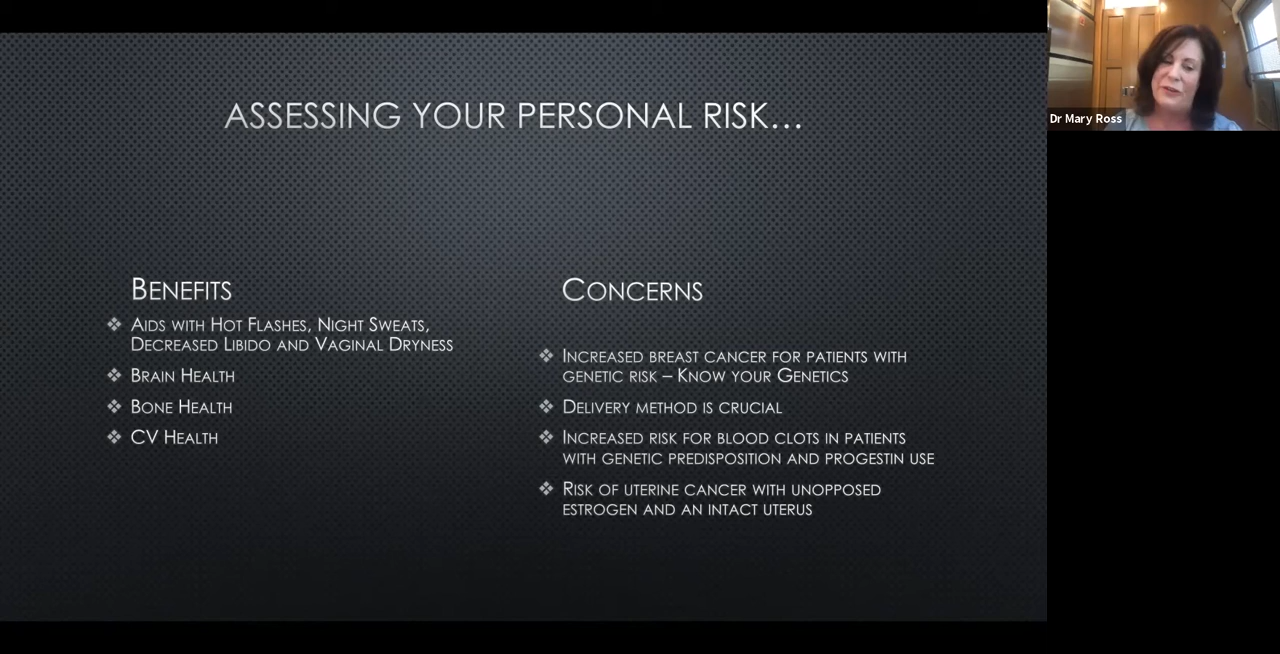 ASSESSING YOUR PERSONAL RISK...
BENEFITS
❖ AIDS WITH HOT FLASHES, NIGHT SWEATS,
DECREASED LIBIDO AND VAGINAL DRYNESS
❖ BRAIN HEALTH
❖ BONE HEALTH
❖ CV HEALTH
CONCERNS
❖ INCREASED BREAST CANCER FOR PATIENTS WITH
GENETIC RISK – KNOW YOUR GENETICS
❖ DELIVERY METHOD IS CRUCIAL
❖ INCREASED RISK FOR BLOOD CLOTS IN PATIENTS
WITH GENETIC PREDISPOSITION AND PROGESTIN USE
❖ RISK OF UTERINE CANCER WITH UNOPPOSED
ESTROGEN AND AN INTACT UTERUS
Dr Mary Ross